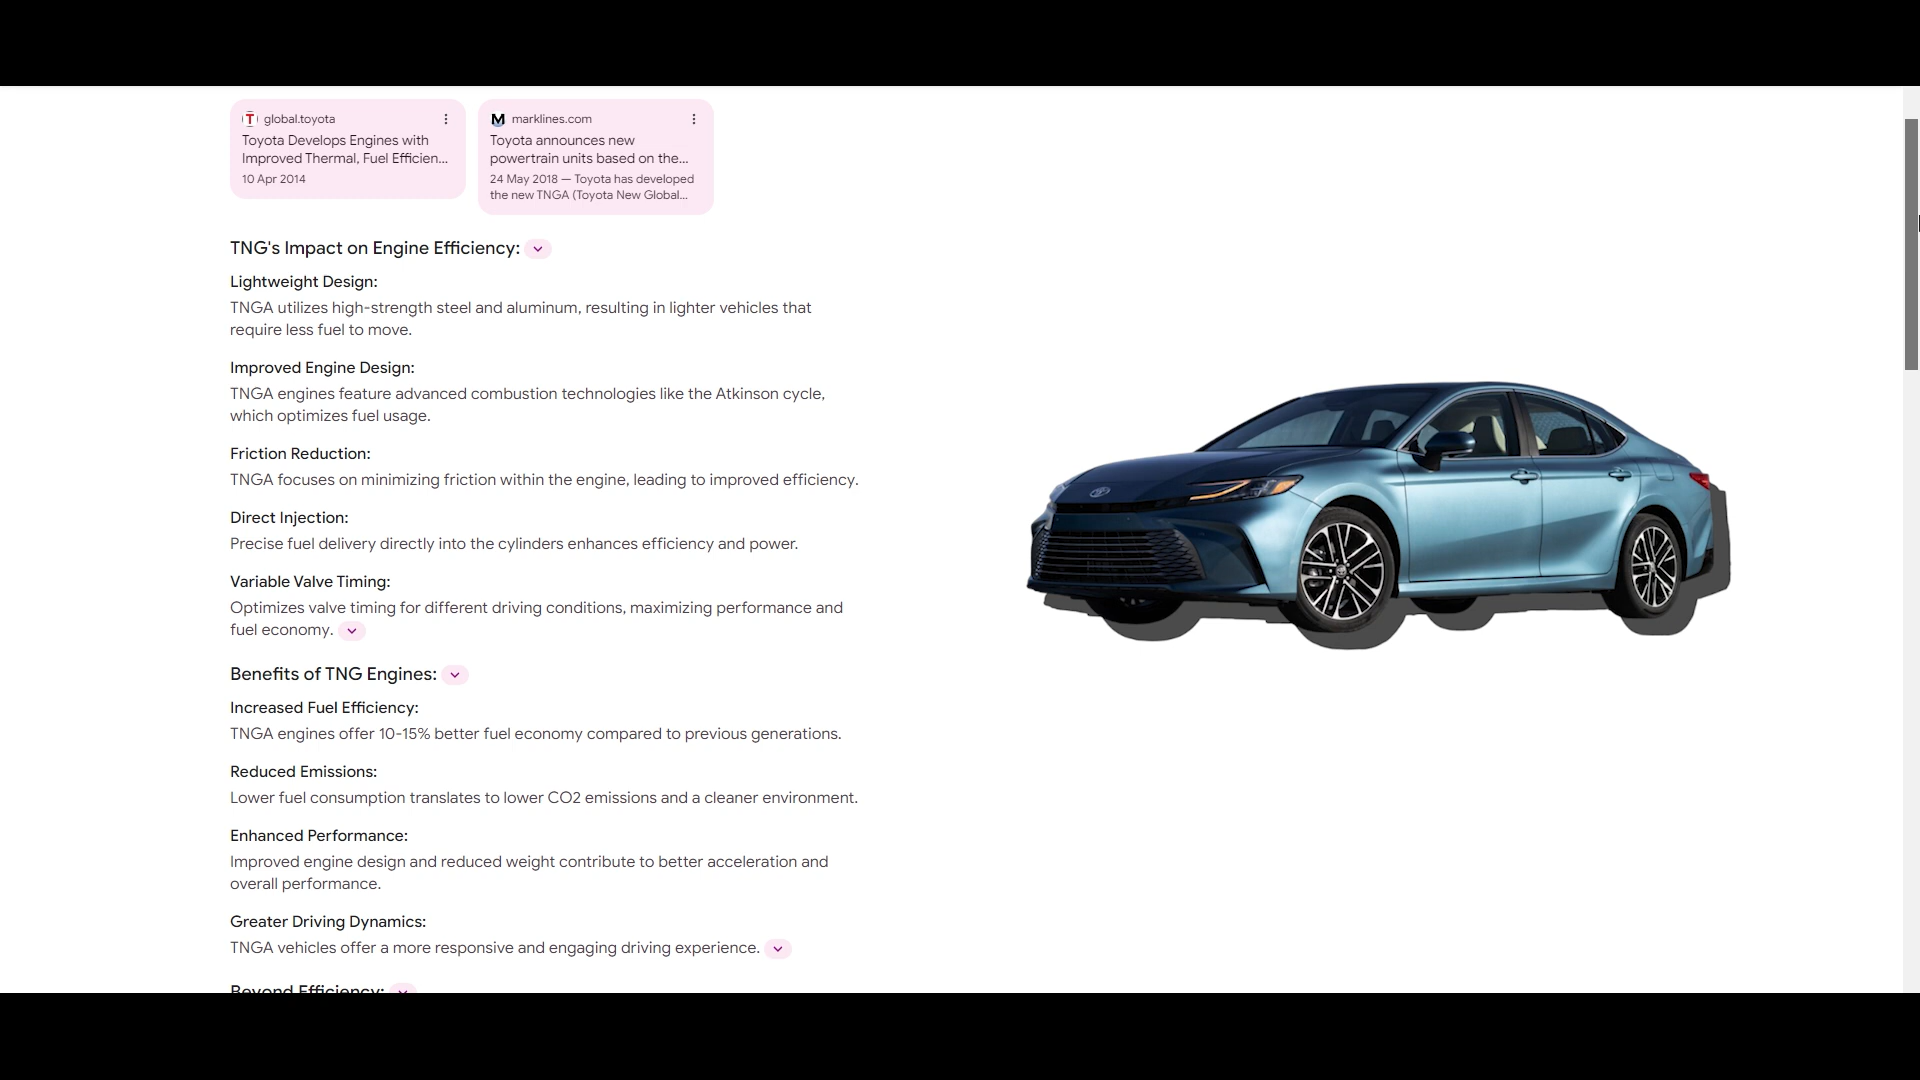 global.toyota
Toyota Develops Engines with
Improved Thermal, Fuel Efficien...
10 Apr 2014
marklines.com
Toyota announces new
powertrain units based on the...
24 May 2018 — Toyota has developed
the new TNGA (Toyota New Global...
TNG's Impact on Engine Efficiency:
Lightweight Design:
TNGA utilizes high-strength steel and aluminum, resulting in lighter vehicles that
require less fuel to move.
Improved Engine Design:
TNGA engines feature advanced combustion technologies like the Atkinson cycle,
which optimizes fuel usage.
Friction Reduction:
TNGA focuses on minimizing friction within the engine, leading to improved efficiency.
Direct Injection:
Precise fuel delivery directly into the cylinders enhances efficiency and power.
Variable Valve Timing:
Optimizes valve timing for different driving conditions, maximizing performance and
fuel economy.
Benefits of TNG Engines:
Increased Fuel Efficiency:
TNGA engines offer 10-15% better fuel economy compared to previous generations.
Reduced Emissions:
Lower fuel consumption translates to lower CO2 emissions and a cleaner environment.
Enhanced Performance:
Improved engine design and reduced weight contribute to better acceleration and
overall performance.
Greater Driving Dynamics:
TNGA vehicles offer a more responsive and engaging driving experience.
Beyond Efficiency: